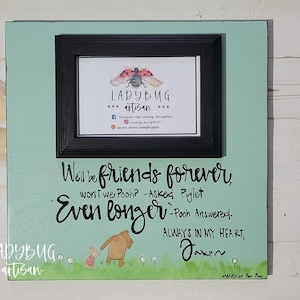 LADYBUG
artisan
We'll be friends forever,
won't we Pooh? -Asked Piglet
Even longer -Pooh Answered.
ALWAYS IN MY HEART,
Jaxon
LADYBUG
artisan